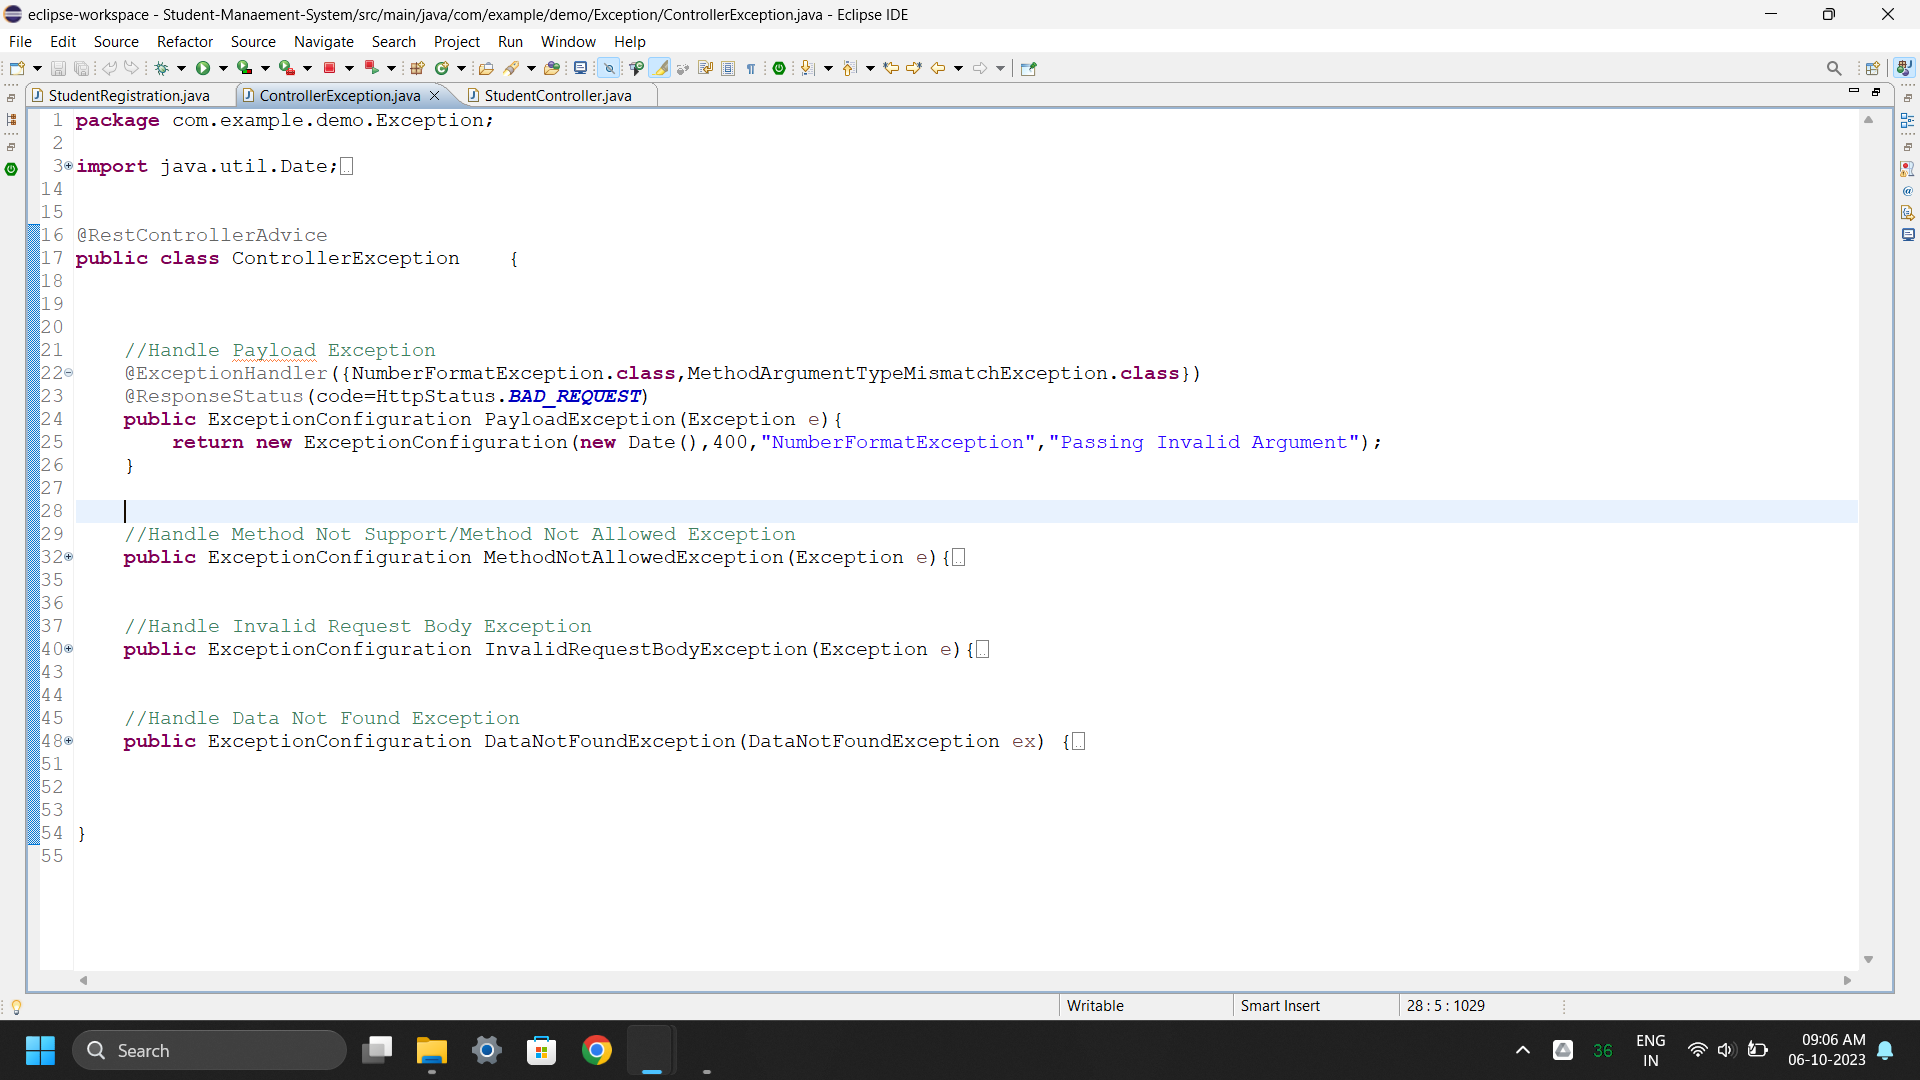 eclipse-workspace - Student-Manaement-System/src/main/java/com/example/demo/Exception/ControllerException.java - Eclipse IDE
File Edit Source Refactor Source Navigate Search Project Run Window Help
StudentRegistration.java ControllerException.java StudentController.java
1 package com.example.demo.Exception;
2
3 import java.util.Date;
14
15
16 @RestControllerAdvice
17 public class ControllerException {
18
19
20
21 //Handle Payload Exception
22 @ExceptionHandler({NumberFormatException.class,MethodArgumentTypeMismatchException.class})
23 @ResponseStatus(code=HttpStatus.BAD_REQUEST)
24 public ExceptionConfiguration PayloadException(Exception e){
25 return new ExceptionConfiguration(new Date(),400,"NumberFormatException","Passing Invalid Argument");
26 }
27
28
29 //Handle Method Not Support/Method Not Allowed Exception
32 public ExceptionConfiguration MethodNotAllowedException(Exception e){
35
36
37 //Handle Invalid Request Body Exception
40 public ExceptionConfiguration InvalidRequestBodyException(Exception e){
43
44
45 //Handle Data Not Found Exception
48 public ExceptionConfiguration DataNotFoundException(DataNotFoundException ex) {
51
52
53
54 }
55
Writable Smart Insert 28 : 5 : 1029
Search 36 ENG IN 09:06 AM
06-10-2023